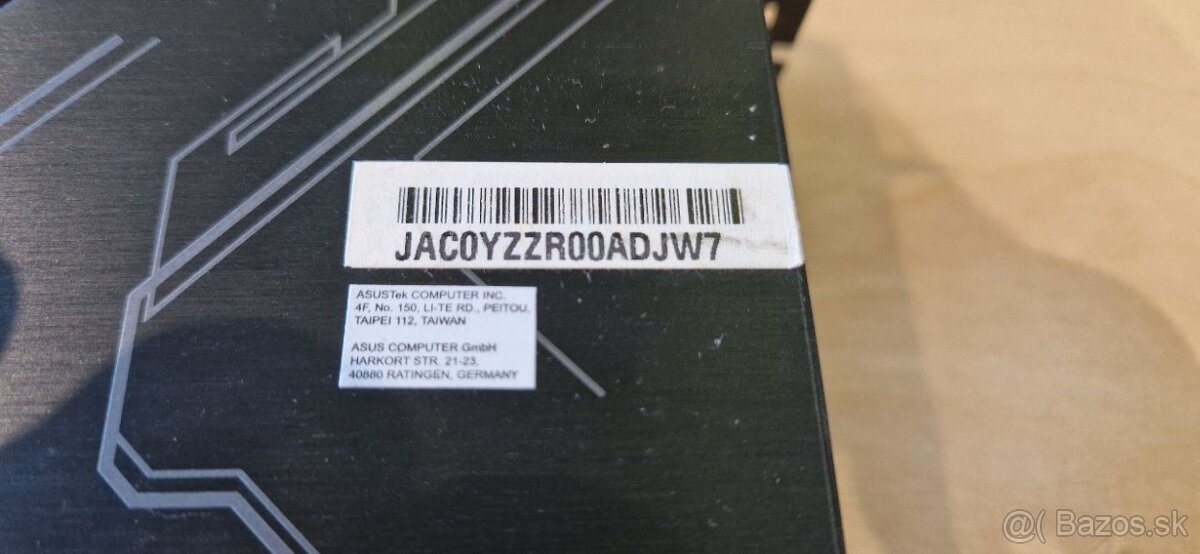 JAC0YZZR00ADJW7
ASUSTek COMPUTER INC.
4F, No. 150, LI-TE RD., PEITOU,
TAIPEI 112, TAIWAN
ASUS COMPUTER GmbH
HARKORT STR. 21-23,
40880 RATINGEN, GERMANY
@( Bazos.sk